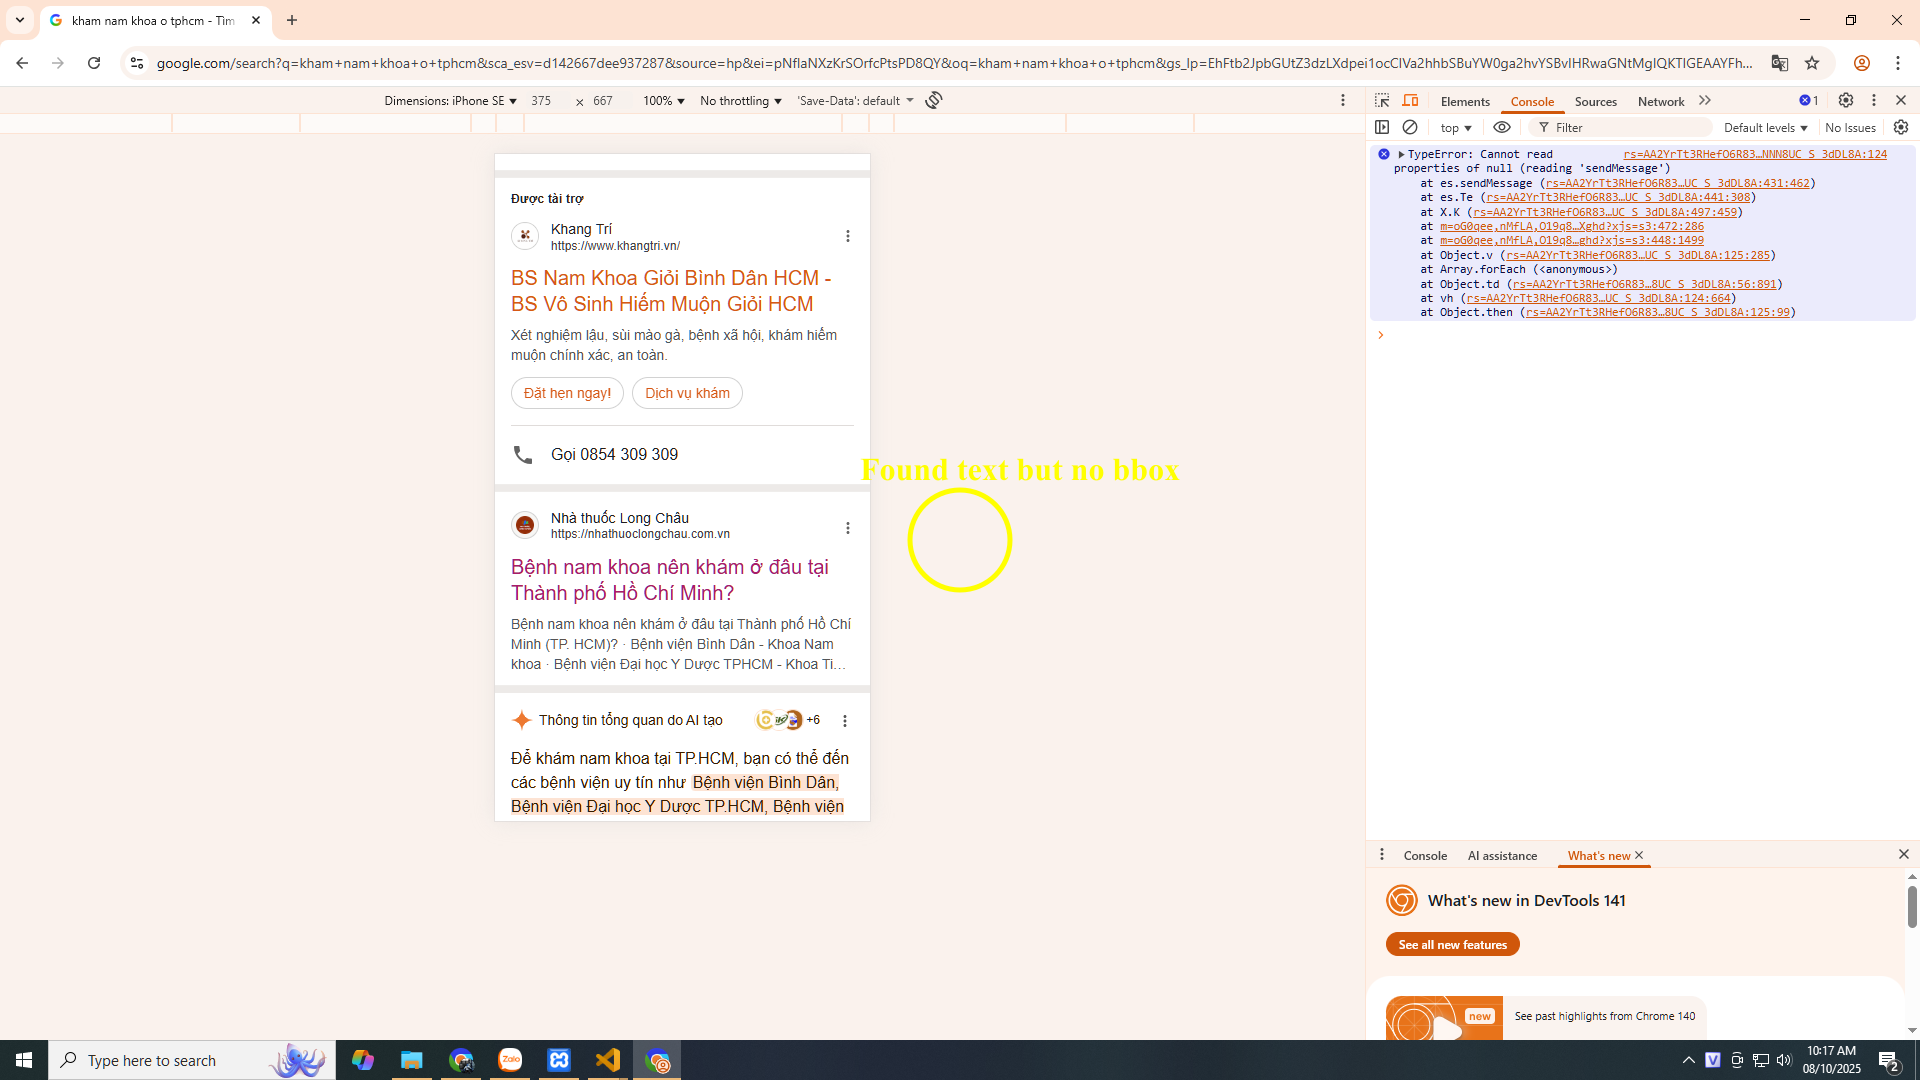 kham nam khoa o tphcm - Tìm
google.com/search?q=kham+nam+khoa+o+tphcm&sca_esv=d142667dee937287&source=hp&ei=pNflaNXzKrSOrfcPtsPD8QY&oq=kham+nam+khoa+o+tphcm&gs_lp=EhFtb2JpbGUtZ3dzLXdpei1ocCIVa2hhbSBuYW0ga2hvYSBvIHRwaGNtMgIQKTIGEAAYFh...
Dimensions: iPhone SE 375 × 667 100% No throttling 'Save-Data': default
Elements Console Sources Network 1
top Filter Default levels No Issues
TypeError: Cannot read rs=AA2YrTt3RHefO6R83…NNN8UC_S_3dDL8A:124
properties of null (reading 'sendMessage')
at es.sendMessage (rs=AA2YrTt3RHefO6R83…UC_S_3dDL8A:431:462)
at es.Te (rs=AA2YrTt3RHefO6R83…UC_S_3dDL8A:441:308)
at X.K (rs=AA2YrTt3RHefO6R83…UC_S_3dDL8A:497:459)
at m=oG0qee,nMfLA,O19q8…Xghd?xjs=s3:472:286
at m=oG0qee,nMfLA,O19q8…ghd?xjs=s3:448:1499
at Object.v (rs=AA2YrTt3RHefO6R83…UC_S_3dDL8A:125:285)
at Array.forEach (<anonymous>)
at Object.td (rs=AA2YrTt3RHefO6R83…8UC_S_3dDL8A:56:891)
at vh (rs=AA2YrTt3RHefO6R83…UC_S_3dDL8A:124:664)
at Object.then (rs=AA2YrTt3RHefO6R83…8UC_S_3dDL8A:125:99)
Được tài trợ
Khang Trí
https://www.khangtri.vn/
BS Nam Khoa Giỏi Bình Dân HCM -
BS Vô Sinh Hiếm Muộn Giỏi HCM
Xét nghiệm lậu, sùi mào gà, bệnh xã hội, khám hiếm
muộn chính xác, an toàn.
Đặt hẹn ngay! Dịch vụ khám
Gọi 0854 309 309
Found text but no bbox
Nhà thuốc Long Châu
https://nhathuoclongchau.com.vn
Bệnh nam khoa nên khám ở đâu tại
Thành phố Hồ Chí Minh?
Bệnh nam khoa nên khám ở đâu tại Thành phố Hồ Chí
Minh (TP. HCM)? · Bệnh viện Bình Dân - Khoa Nam
khoa · Bệnh viện Đại học Y Dược TPHCM - Khoa Ti...
Thông tin tổng quan do AI tạo +6
Để khám nam khoa tại TP.HCM, bạn có thể đến
các bệnh viện uy tín như Bệnh viện Bình Dân,
Bệnh viện Đại học Y Dược TP.HCM, Bệnh viện
Console AI assistance What's new
What's new in DevTools 141
See all new features
new
See past highlights from Chrome 140
Type here to search
Zalo
V
10:17 AM
08/10/2025
2